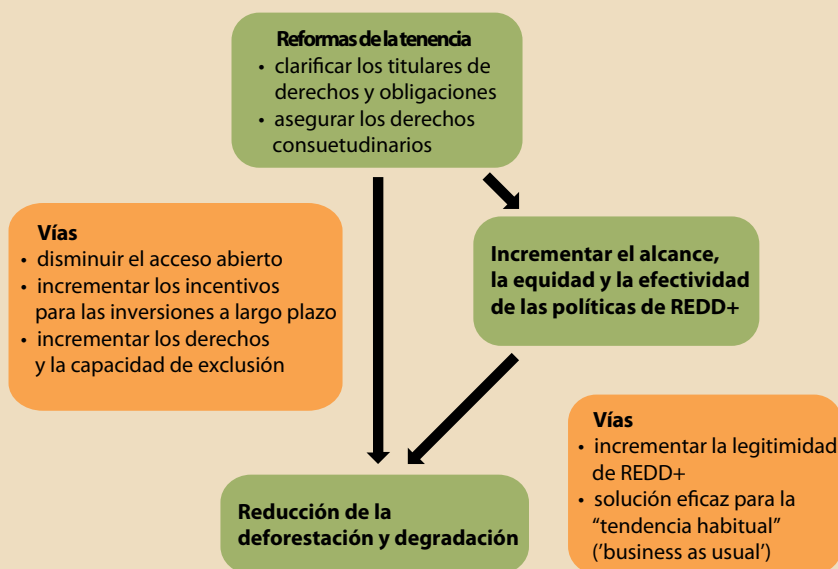 Reformas de la tenencia
• clarificar los titulares de
derechos y obligaciones
• asegurar los derechos
consuetudinarios
Vías
• disminuir el acceso abierto
• incrementar los incentivos
para las inversiones a largo plazo
• incrementar los derechos
y la capacidad de exclusión
Incrementar el alcance,
la equidad y la efectividad
de las políticas de REDD+
Vías
• incrementar la legitimidad
de REDD+
• solución eficaz para la
“tendencia habitual”
('business as usual’)
Reducción de la
deforestación y degradación